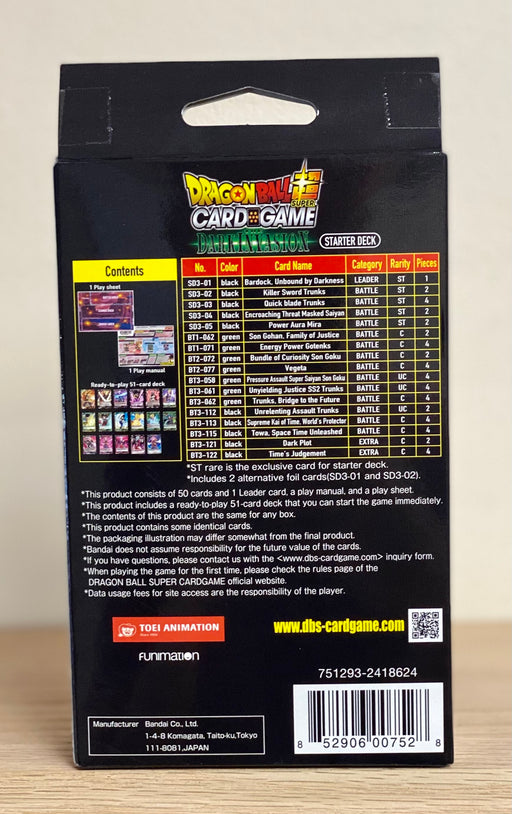 DRAGON BALL SUPER
CARD GAME
DARK INVASION STARTER DECK
Contents
1 Play sheet
1 Play manual
Ready-to-play 51-card deck
No. Color Card Name Category Rarity Pieces
SD3-01 black Bardock, Unbound by Darkness LEADER ST 1
SD3-02 black Killer Sword Trunks BATTLE ST 2
SD3-03 black Quick blade Trunks BATTLE ST 4
SD3-04 black Encroaching Threat Masked Saiyan BATTLE ST 2
SD3-05 black Power Aura Mira BATTLE ST 2
BT1-062 green Son Gohan, Family of Justice BATTLE C 2
BT1-071 green Energy Power Gotenks BATTLE C 4
BT2-072 green Bundle of Curiosity Son Goku BATTLE C 2
BT2-077 green Vegeta BATTLE C 4
BT3-058 green Pressure Assault Super Saiyan Son Goku BATTLE UC 4
BT3-061 green Unyielding Justice SS2 Trunks BATTLE UC 4
BT3-062 green Trunks, Bridge to the Future BATTLE C 4
BT3-112 black Unrelenting Assault Trunks BATTLE UC 2
BT3-113 black Supreme Kai of Time, World's Protector BATTLE C 4
BT3-115 black Towa, Space Time Unleashed BATTLE C 4
BT3-121 black Dark Plot EXTRA C 2
BT3-122 black Time's Judgement EXTRA C 4
*ST rare is the exclusive card for starter deck.
*Includes 2 alternative foil cards(SD3-01 and SD3-02).
*This product consists of 50 cards and 1 Leader card, a play manual, and a play sheet.
*This product includes a ready-to-play 51-card deck that you can start the game immediately.
*The contents of this product are the same for any box.
*This product contains some identical cards.
*The packaging illustration may differ somewhat from the final product.
*Bandai does not assume responsibility for the future value of the cards.
*If you have questions, please contact us with the <www.dbs-cardgame.com> inquiry form.
*When playing the game for the first time, please check the rules page of the
DRAGON BALL SUPER CARDGAME official website.
*Data usage fees for site access are the responsibility of the player.
TOEI ANIMATION
www.dbs-cardgame.com
FUNIMATION
751293-2418624
Manufacturer Bandai Co., Ltd.
1-4-8 Komagata, Taito-ku,Tokyo
111-8081,JAPAN
8 52906 00752 8